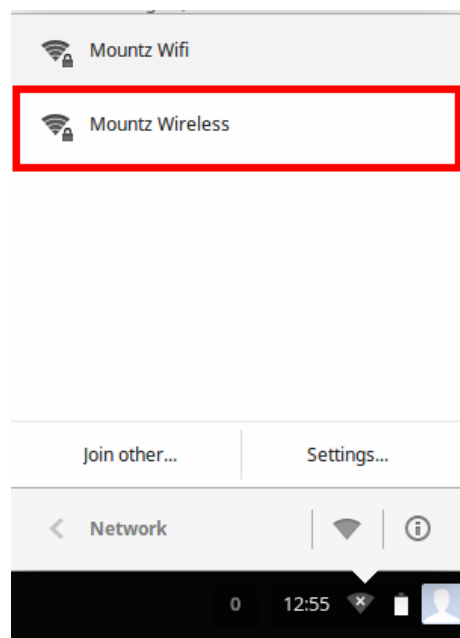 Mountz Wifi
Mountz Wireless
Join other...
Settings...
Network
0
12:55